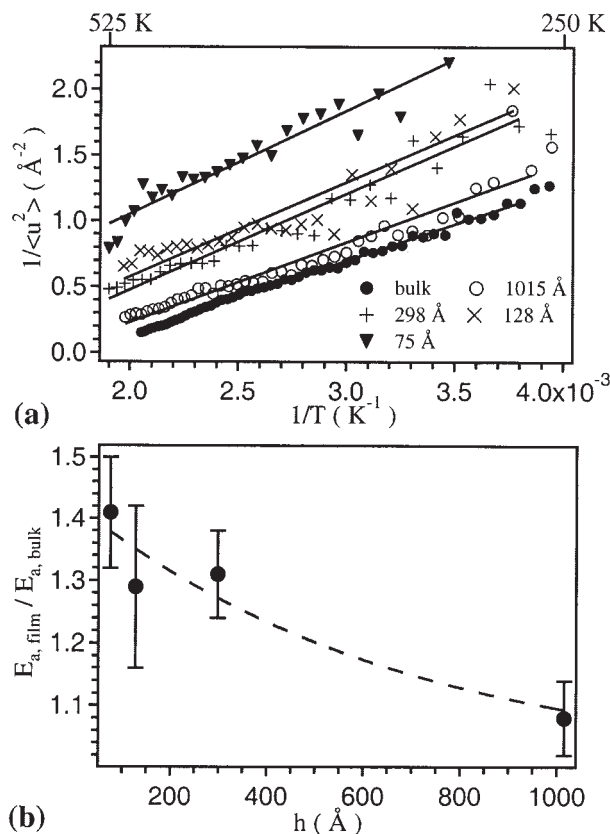 525 K 250 K
2.0
1.5
1.0
0.5
0.0
1/<u²> ( Å⁻²)
bulk 1015 Å
298 Å 128 Å
75 Å
2.0 2.5 3.0 3.5 4.0x10⁻³
(a) 1/T ( K⁻¹)
1.5
1.4
1.3
1.2
1.1
E a, film / E a, bulk
200 400 600 800 1000
(b) h (Å)